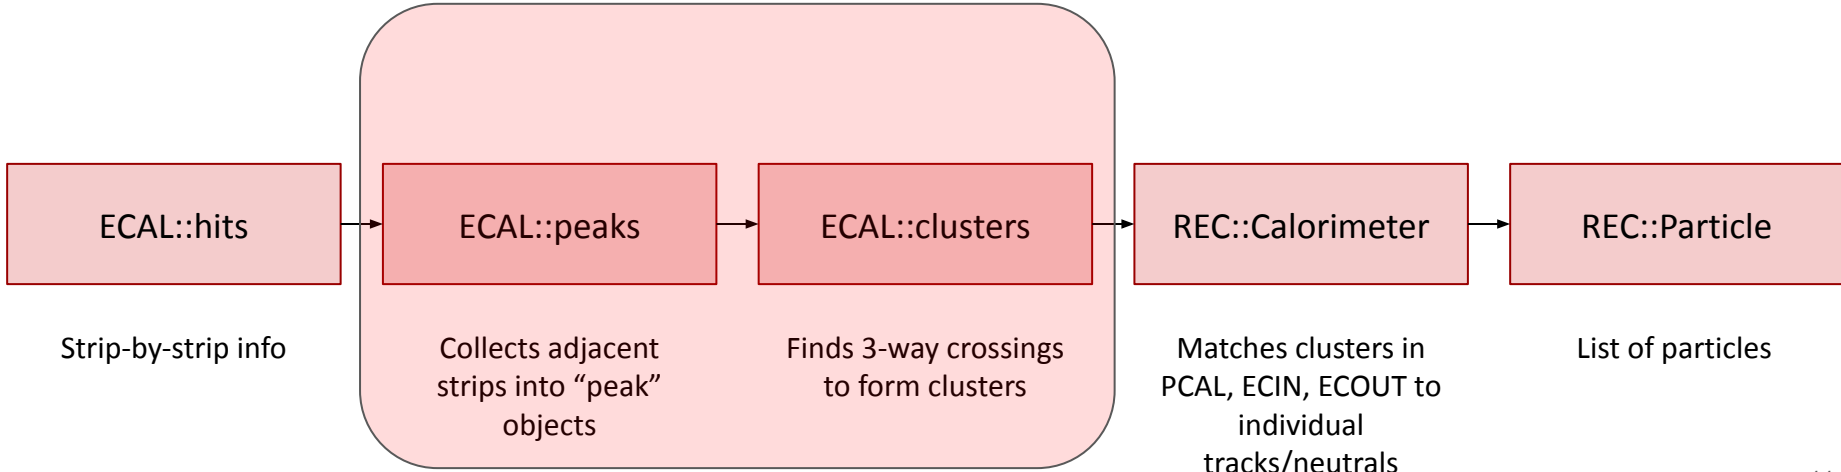 ECAL::hits
ECAL::peaks
ECAL::clusters
REC::Calorimeter
REC::Particle
Strip-by-strip info
Collects adjacent
strips into “peak”
objects
Finds 3-way crossings
to form clusters
Matches clusters in
PCAL, ECIN, ECOUT to
individual
tracks/neutrals
List of particles